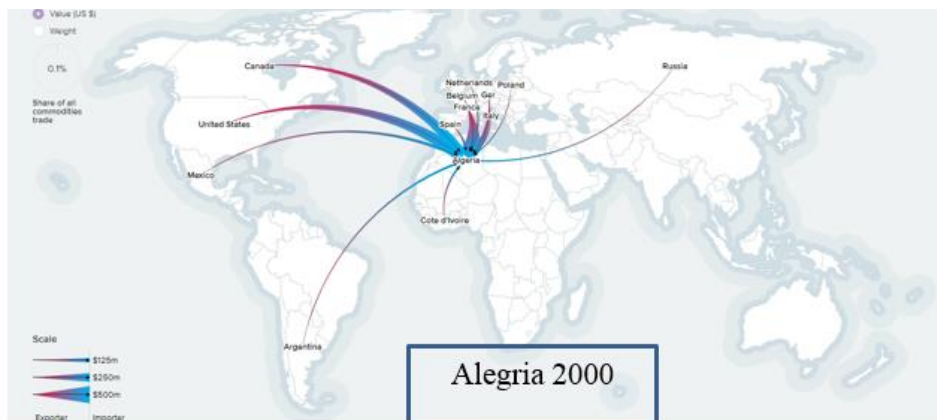 Value (US $)
Weight
0.1%
Share of all
commodities
trade
Canada
United States
Mexico
Argentina
Netherlands
Belgium
Ger
Poland
France
Italy
Spain
Algeria
Cote d'Ivoire
Russia
Scale
$125m
$250m
$500m
Exporter Importer
Alegria 2000